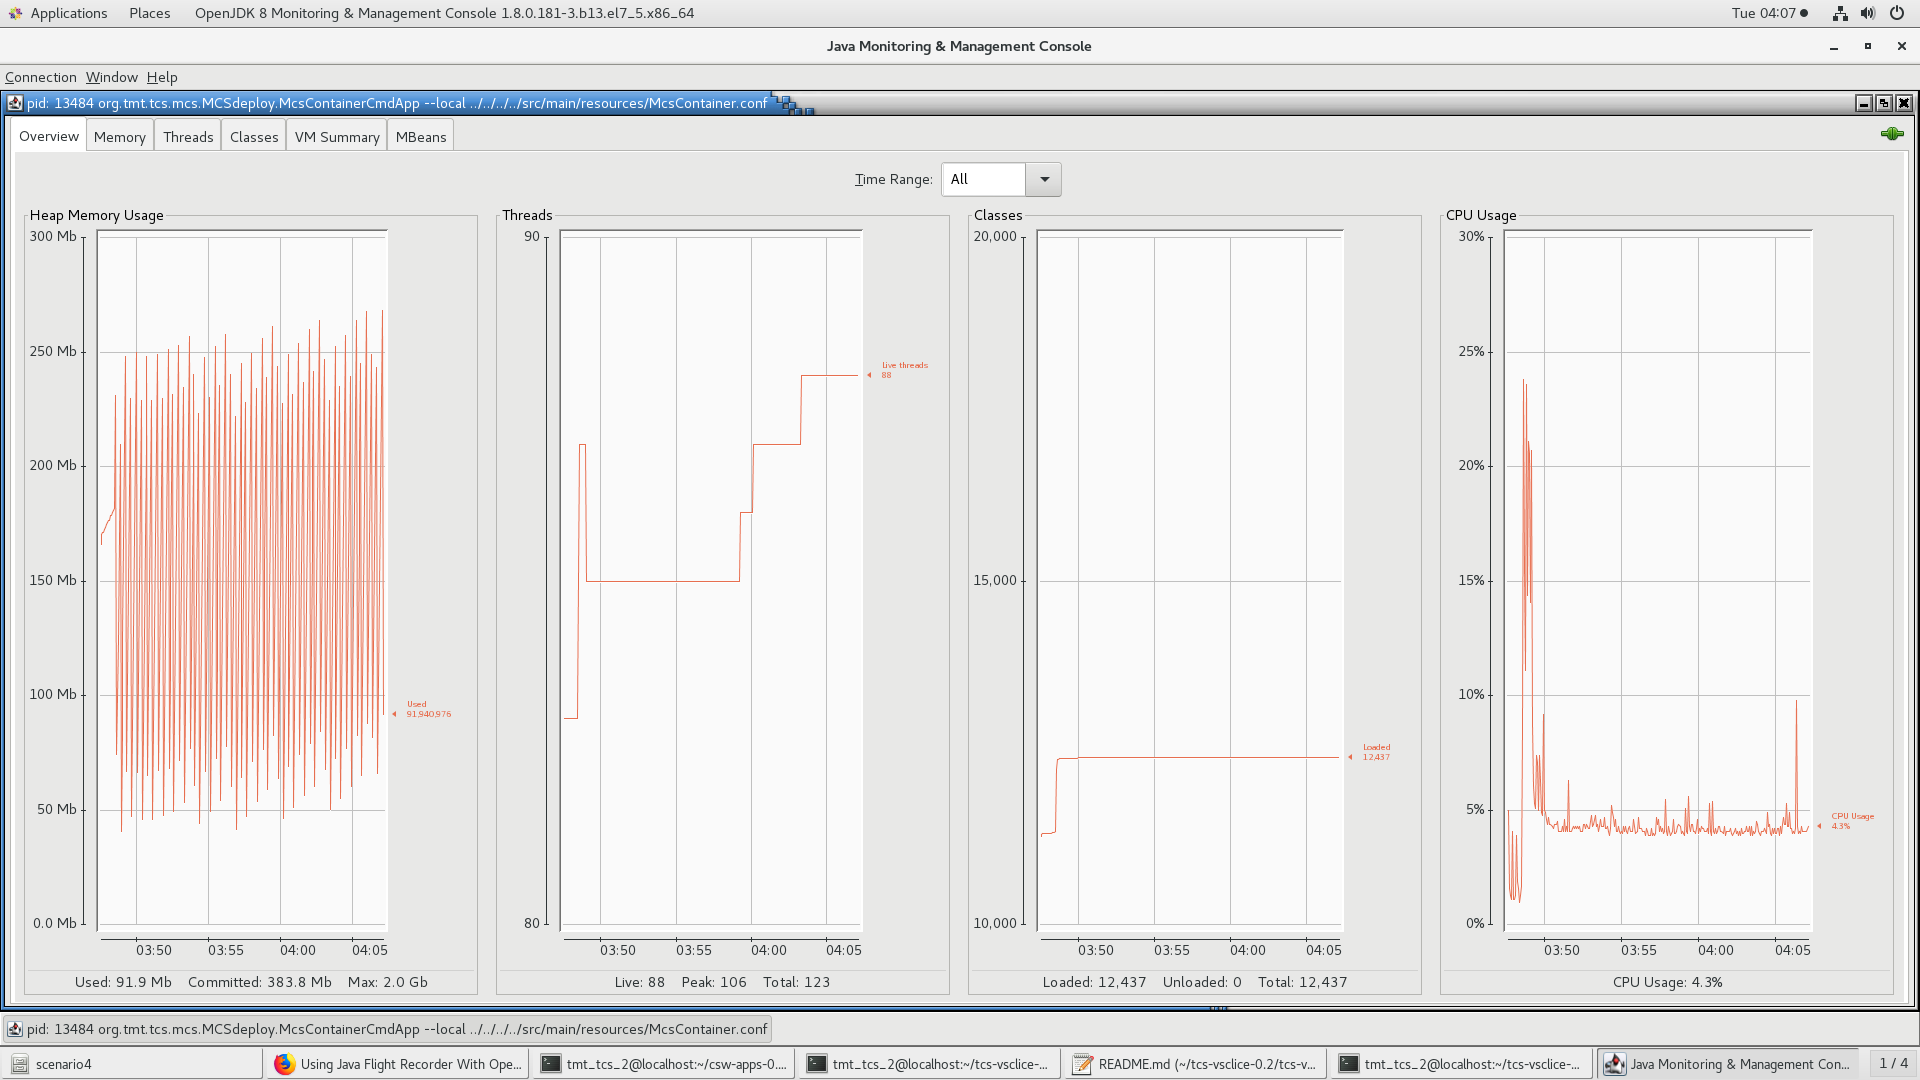 Applications Places OpenJDK 8 Monitoring & Management Console 1.8.0.181-3.b13.el7_5.x86_64 Tue 04:07
Java Monitoring & Management Console
Connection Window Help
pid: 13484 org.tmt.tcs.mcs.MCSdeploy.McsContainerCmdApp --local ../../../../src/main/resources/McsContainer.conf
Overview Memory Threads Classes VM Summary MBeans
Time Range: All
Heap Memory Usage
300 Mb
250 Mb
200 Mb
150 Mb
100 Mb
50 Mb
0.0 Mb
Used
91,940,976
03:50 03:55 04:00 04:05
Used: 91.9 Mb Committed: 383.8 Mb Max: 2.0 Gb
Threads
90
80
Live threads
88
03:50 03:55 04:00 04:05
Live: 88 Peak: 106 Total: 123
Classes
20,000
15,000
10,000
Loaded
12,437
03:50 03:55 04:00 04:05
Loaded: 12,437 Unloaded: 0 Total: 12,437
CPU Usage
30%
25%
20%
15%
10%
5%
0%
CPU Usage
4.3%
03:50 03:55 04:00 04:05
CPU Usage: 4.3%
pid: 13484 org.tmt.tcs.mcs.MCSdeploy.McsContainerCmdApp --local ../../../../src/main/resources/McsContainer.conf
scenario4 Using Java Flight Recorder With Ope... tmt_tcs_2@localhost:~/csw-apps-0.... tmt_tcs_2@localhost:~/tcs-vsclice-... README.md (~/tcs-vsclice-0.2/tcs-v... tmt_tcs_2@localhost:~/tcs-vsclice-... Java Monitoring & Management Con... 1 / 4